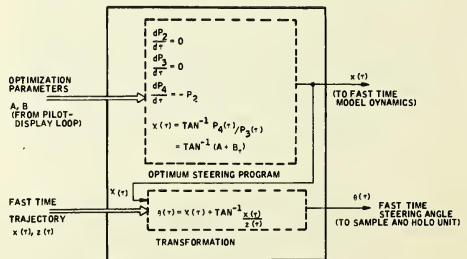 dP2/dτ = 0
dP3/dτ = 0
dP4/dτ = -P2
χ(τ) = TAN-1 P4(τ)/P3(τ)
= TAN-1 (A + Bτ)
OPTIMUM STEERING PROGRAM
OPTIMIZATION
PARAMETERS
A, B
(FROM PILOT-
DISPLAY LOOP)
χ(τ)
(TO FAST TIME
MODEL DYNAMICS)
χ(τ)
FAST TIME
TRAJECTORY
x(τ), z(τ)
θ(τ) = χ(τ) + TAN-1 x(τ)/z(τ)
TRANSFORMATION
θ(τ)
FAST TIME
STEERING ANGLE
(TO SAMPLE AND HOLD UNIT)